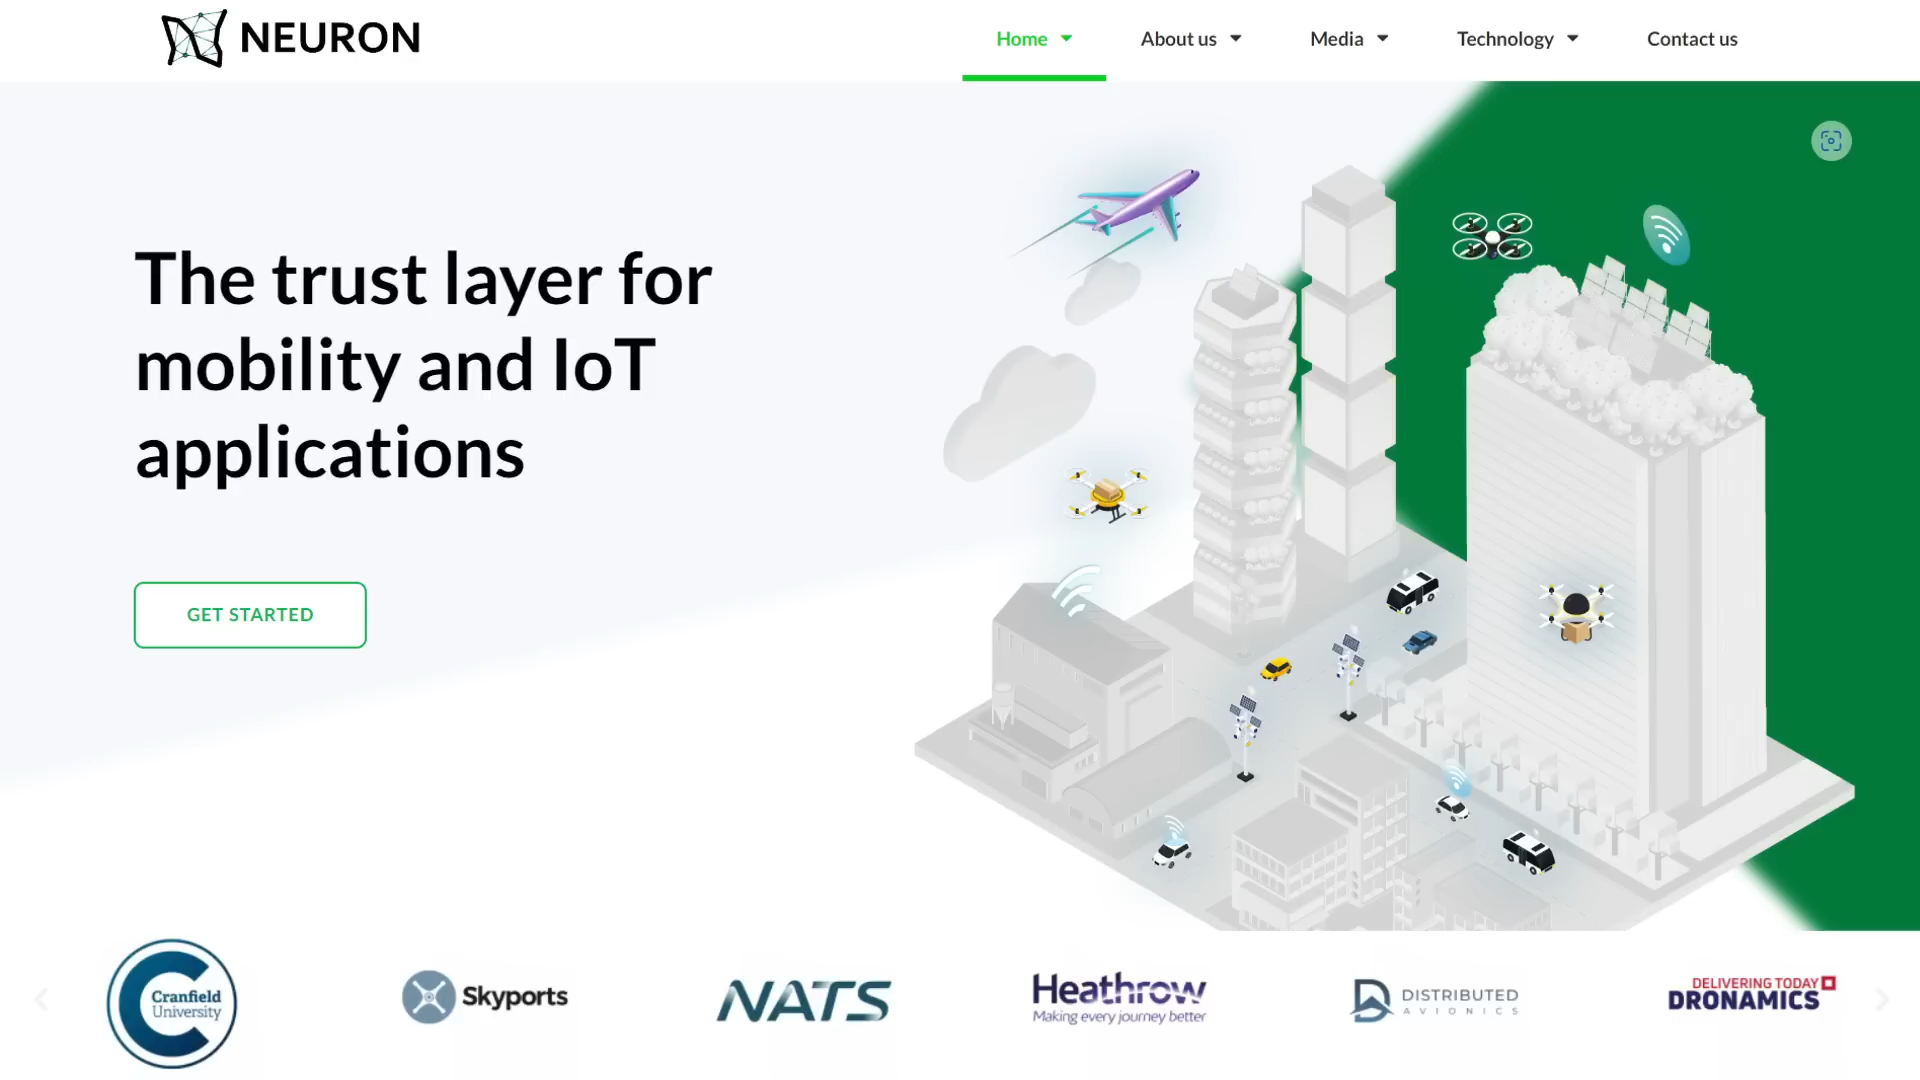 NEURON
Home
About us
Media
Technology
Contact us
The trust layer for
mobility and IoT
applications
GET STARTED
Cranfield
University
Skyports
NATS
Heathrow
Making every journey better
DISTRIBUTED
AVIONICS
DELIVERING TODAY
DRONAMICS